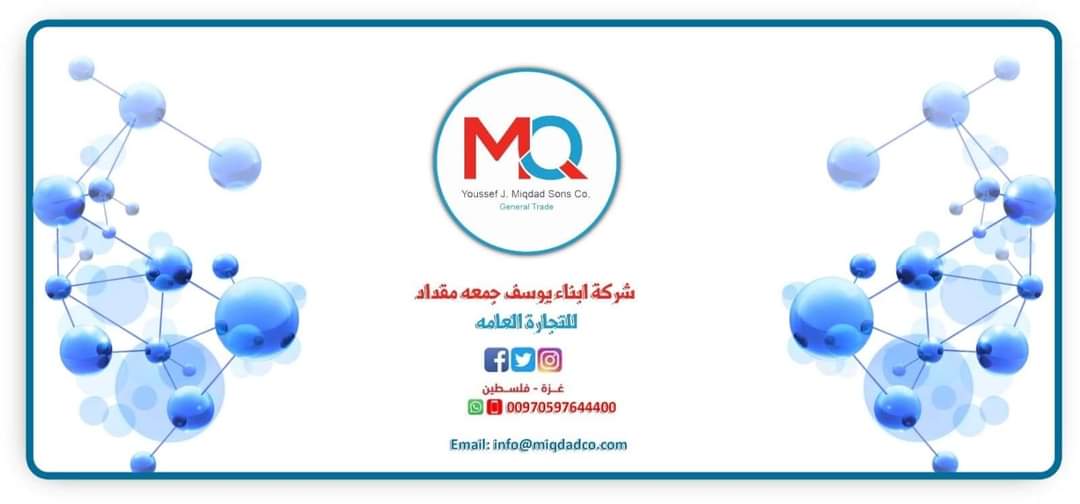 MQ
Youssef J. Miqdad Sons Co.
General Trade
شركة ابناء يوسف جمعه مقداد
للتجارة العامه
غزة - فلسطين
00970597644400
Email: info@miqdadco.com